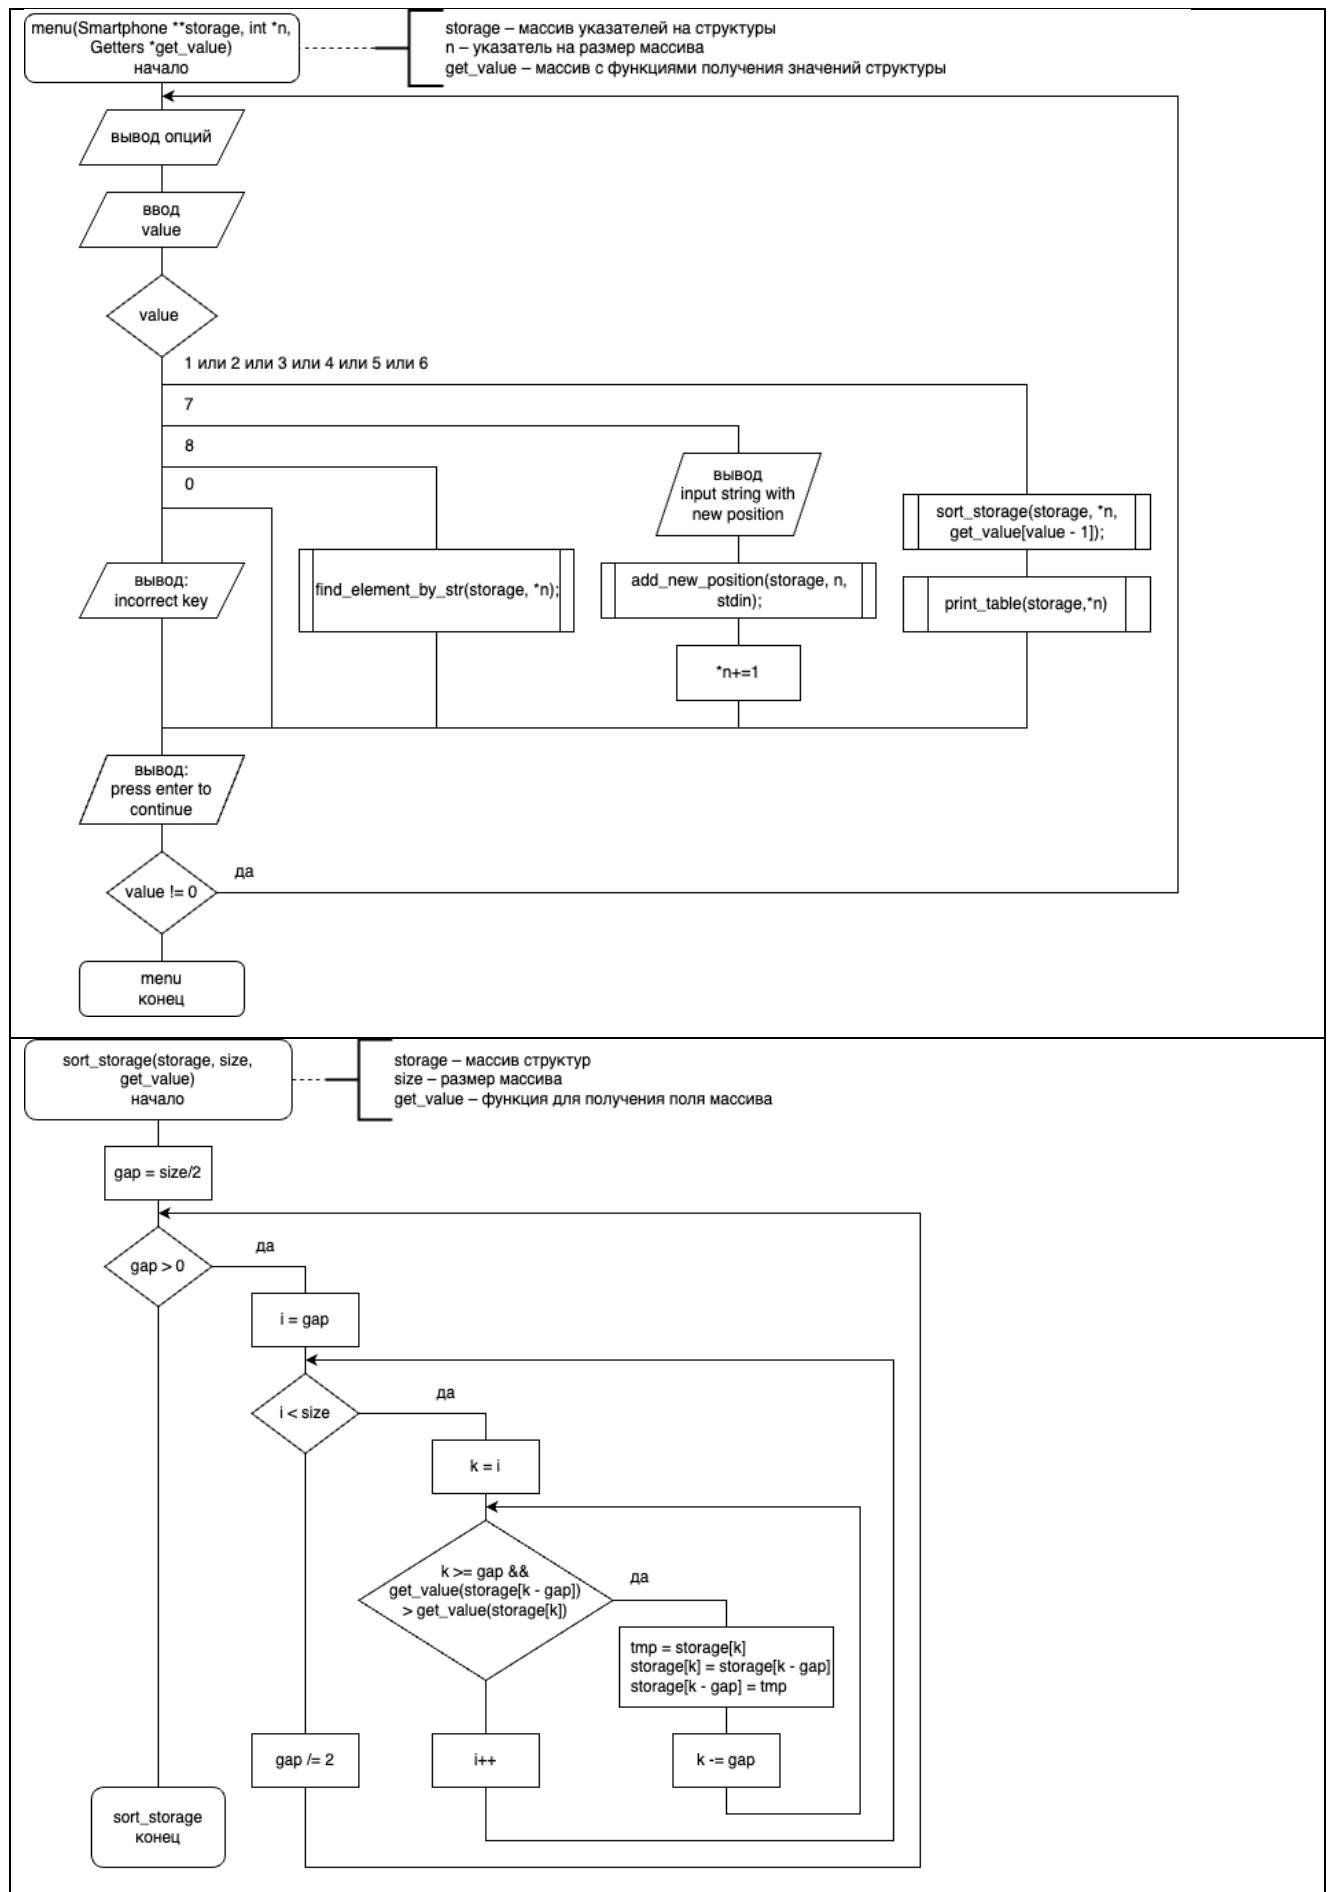 menu(Smartphone **storage, int *n,
Getters *get_value)
начало
storage – массив указателей на структуры
n – указатель на размер массива
get_value – массив с функциями получения значений структуры
вывод опций
ввод
value
value
1 или 2 или 3 или 4 или 5 или 6
7
8
0
вывод
input string with
new position
sort_storage(storage, *n,
get_value[value - 1]);
вывод:
incorrect key
find_element_by_str(storage, *n);
add_new_position(storage, n,
stdin);
print_table(storage,*n)
*n+=1
вывод:
press enter to
continue
value != 0
да
menu
конец
sort_storage(storage, size,
get_value)
начало
storage – массив структур
size – размер массива
get_value – функция для получения поля массива
gap = size/2
gap > 0
да
i = gap
i < size
да
k = i
k >= gap &&
get_value(storage[k - gap])
> get_value(storage[k])
да
tmp = storage[k]
storage[k] = storage[k - gap]
storage[k - gap] = tmp
gap /= 2
i++
k -= gap
sort_storage
конец